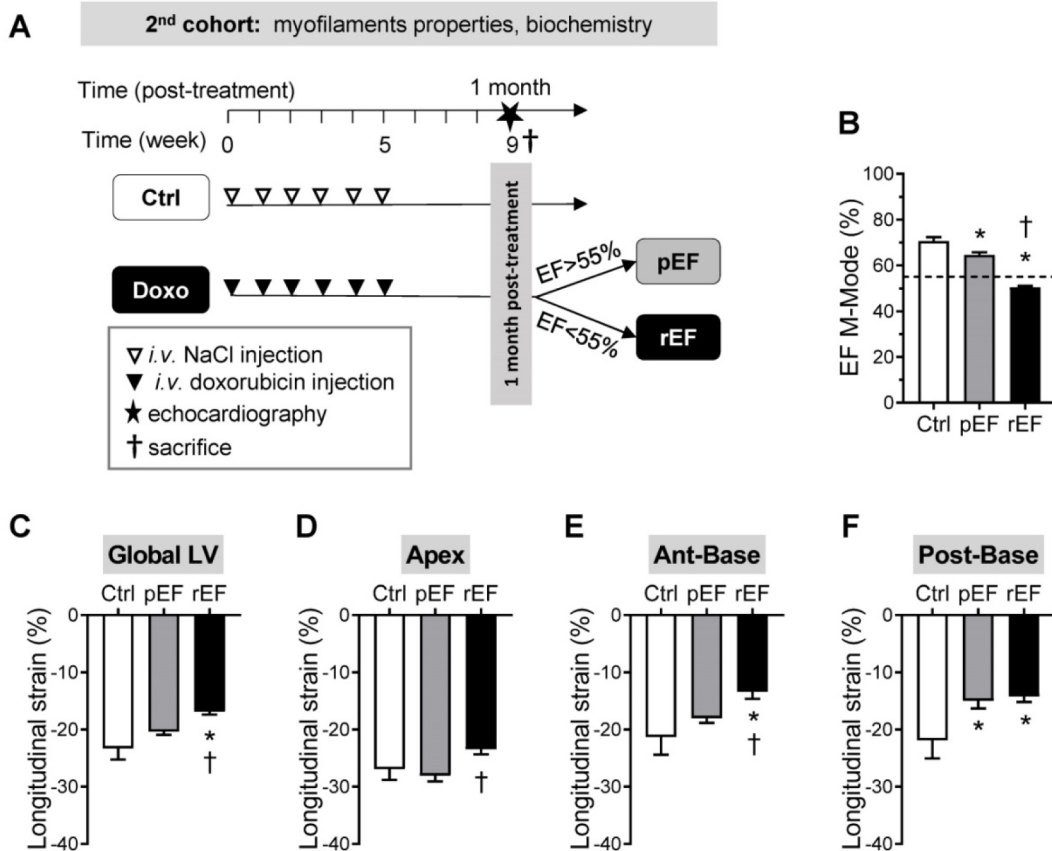 A
2nd cohort: myofilaments properties, biochemistry
Time (post-treatment)
1 month
Time (week)
0
5
9 †
Ctrl
Doxo
1 month post-treatment
EF>55%
pEF
EF<55%
rEF
i.v. NaCl injection
i.v. doxorubicin injection
echocardiography
† sacrifice
B
EF M-Mode (%)
100
80
60
40
20
0
*
†
*
Ctrl pEF rEF
C
Global LV
Ctrl pEF rEF
Longitudinal strain (%)
0
-10
-20
-30
-40
*
†
D
Apex
Ctrl pEF rEF
Longitudinal strain (%)
0
-10
-20
-30
-40
†
E
Ant-Base
Ctrl pEF rEF
Longitudinal strain (%)
0
-10
-20
-30
-40
*
†
F
Post-Base
Ctrl pEF rEF
Longitudinal strain (%)
0
-10
-20
-30
-40
* *